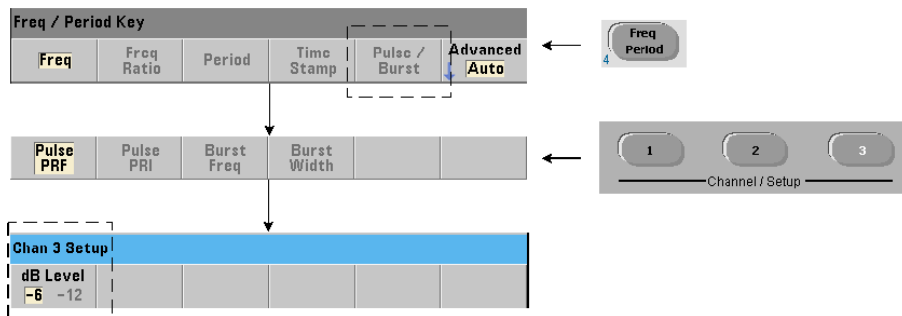 Freq / Period Key
Freq
Freq Ratio
Period
Time Stamp
Pulse / Burst
Advanced Auto
Freq Period
4
Pulse PRF
Pulse PRI
Burst Freq
Burst Width
1
2
3
Channel / Setup
Chan 3 Setup
dB Level
-6 -12